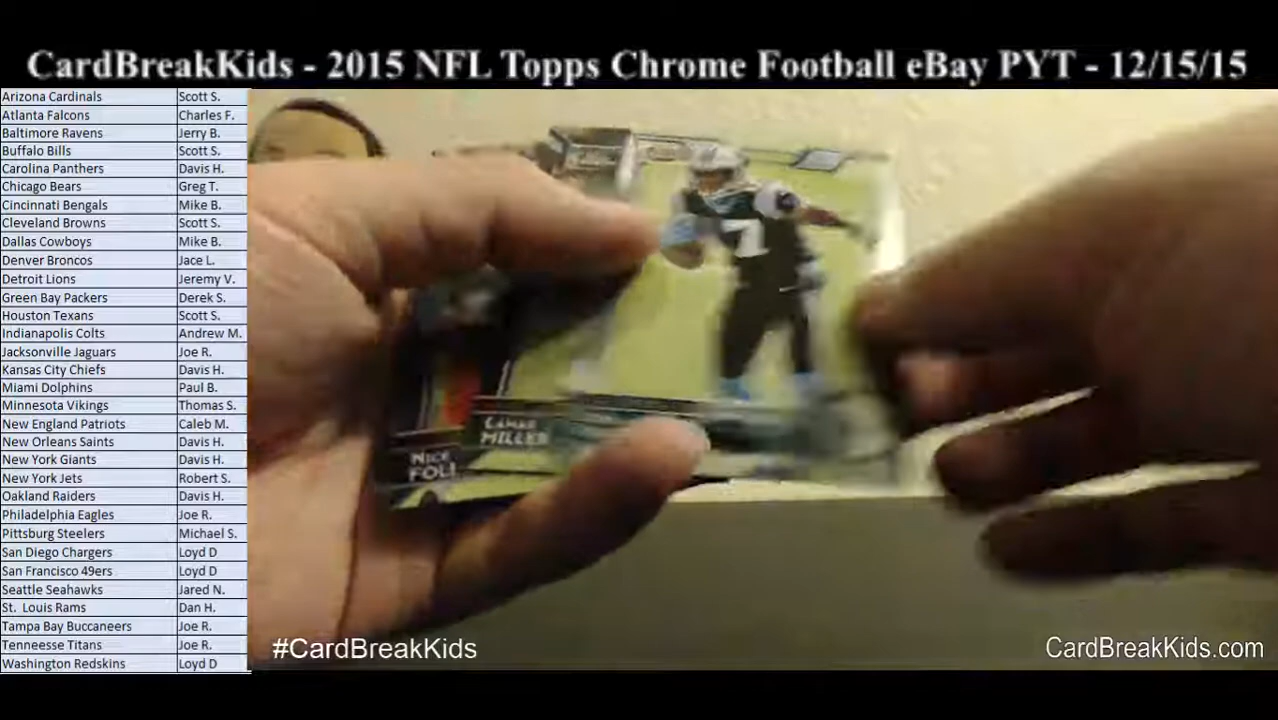 CardBreakKids - 2015 NFL Topps Chrome Football eBay PYT - 12/15/15
Arizona Cardinals Scott S.
Atlanta Falcons Charles F.
Baltimore Ravens Jerry B.
Buffalo Bills Scott S.
Carolina Panthers Davis H.
Chicago Bears Greg T.
Cincinnati Bengals Mike B.
Cleveland Browns Scott S.
Dallas Cowboys Mike B.
Denver Broncos Jace L.
Detroit Lions Jeremy V.
Green Bay Packers Derek S.
Houston Texans Scott S.
Indianapolis Colts Andrew M.
Jacksonville Jaguars Joe R.
Kansas City Chiefs Davis H.
Miami Dolphins Paul B.
Minnesota Vikings Thomas S.
New England Patriots Caleb M.
New Orleans Saints Davis H.
New York Giants Davis H.
New York Jets Robert S.
Oakland Raiders Davis H.
Philadelphia Eagles Joe R.
Pittsburg Steelers Michael S.
San Diego Chargers Loyd D
San Francisco 49ers Loyd D
Seattle Seahawks Jared N.
St. Louis Rams Dan H.
Tampa Bay Buccaneers Joe R.
Tenneesse Titans Joe R.
Washington Redskins Loyd D
7
LAMAR
MILLER
NICK
FOL
#CardBreakKids
CardBreakKids.com